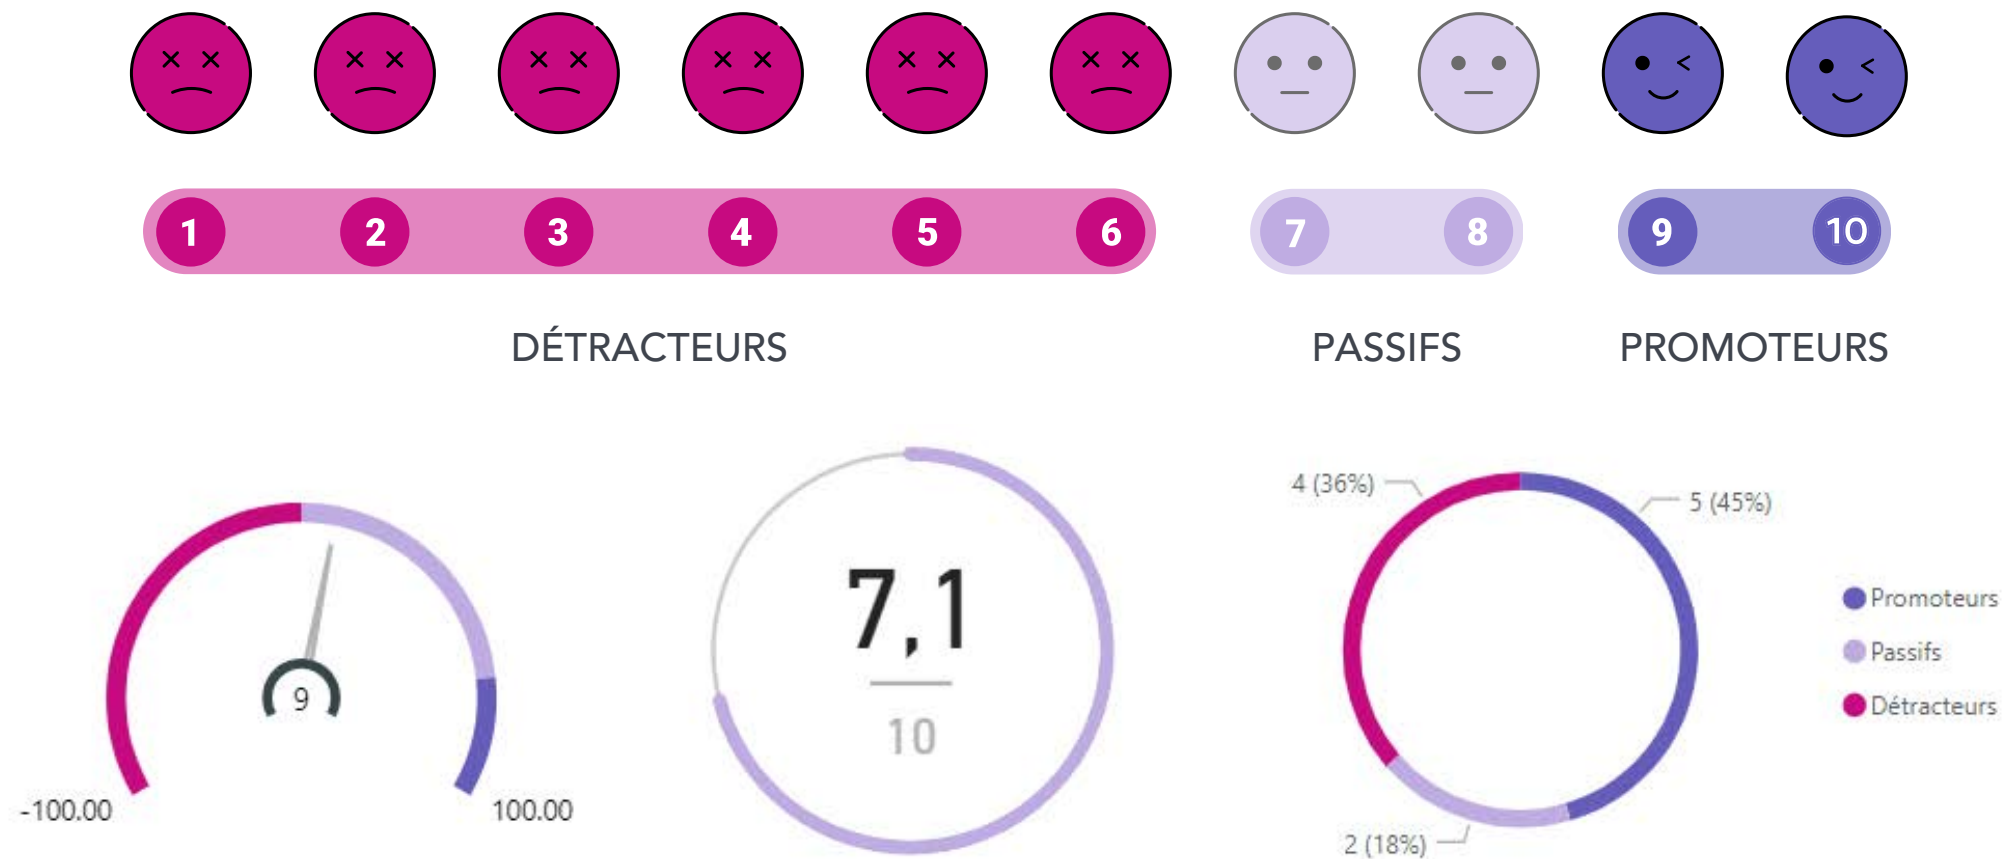 1 2 3 4 5 6 7 8 9 10
DÉTRACTEURS PASSIFS PROMOTEURS
9
-100.00 100.00
7,1
10
4 (36%)
5 (45%)
2 (18%)
Promoteurs
Passifs
Détracteurs